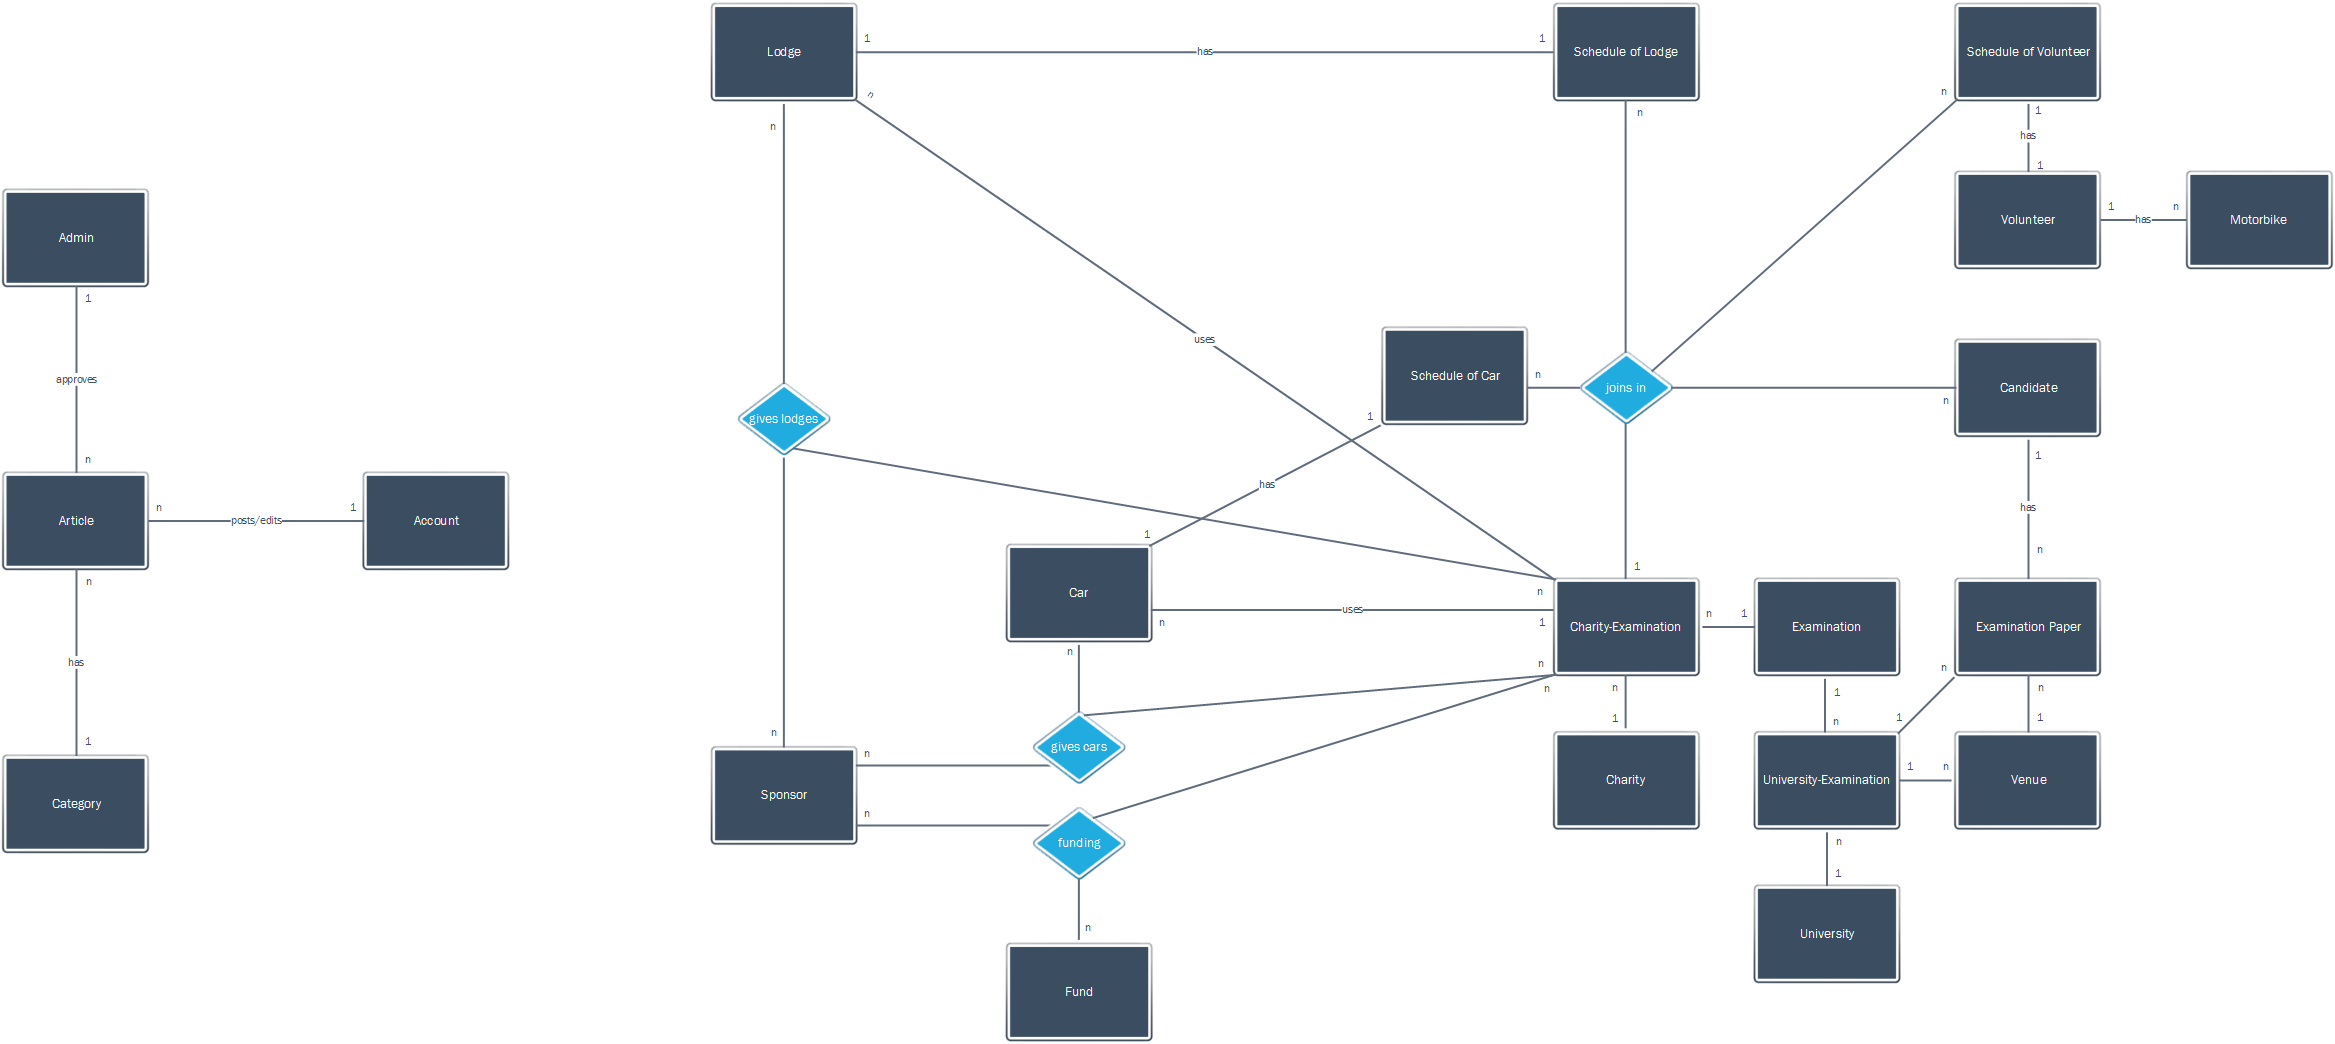 Lodge
1
has
1
Schedule of Lodge
Schedule of Volunteer
n
n
n
n
1
has
1
Admin
Volunteer
1
has
n
Motorbike
1
approves
n
uses
Schedule of Car
n
joins in
n
Candidate
1
gives lodges
1
has
1
has
n
Article
n
posts/edits
1
Account
n
1
1
n
Car
n
uses
1
Charity-Examination
n
1
Examination
Examination Paper
has
n
n
n
n
1
1
n
n
1
n
1
n
1
1
Category
n
Sponsor
n
n
gives cars
funding
n
Charity
University-Examination
1
n
Venue
n
1
University
Fund